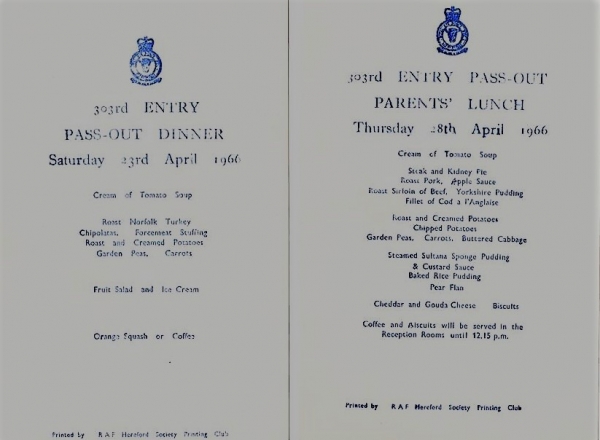 303rd ENTRY
PASS-OUT DINNER
Saturday 23rd April 1966
Cream of Tomato Soup
Roast Norfolk Turkey
Chipolatas, Forcement Stuffing
Roast and Creamed Potatoes
Garden Peas, Carrots
Fruit Salad and Ice Cream
Orange Squash or Coffee
Printed by RAF Hereford Society Printing Club
303rd ENTRY PASS-OUT
PARENTS' LUNCH
Thursday 28th April 1966
Cream of Tomato Soup
Steak and Kidney Pie
Roast Pork, Apple Sauce
Roast Sirloin of Beef, Yorkshire Pudding
Fillet of Cod a l'Anglaise
Roast and Creamed Potatoes
Chipped Potatoes
Garden Peas, Carrots, Buttered Cabbage
Steamed Sultana Sponge Pudding
& Custard Sauce
Baked Rice Pudding
Pear Flan
Cheddar and Gouda Cheese Biscuits
Coffee and Biscuits will be served in the
Reception Rooms until 12.15 p.m.
Printed by RAF Hereford Society Printing Club